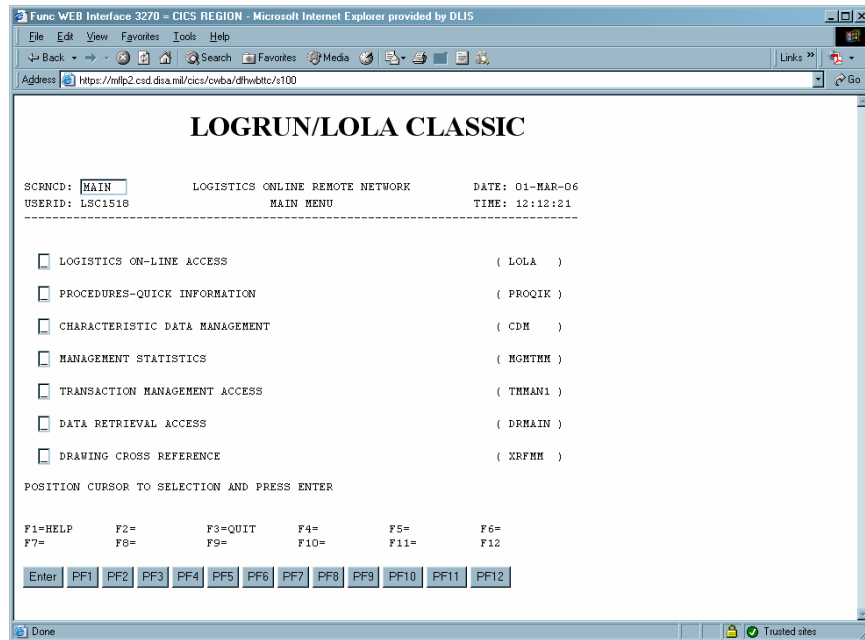 Func WEB Interface 3270 = CICS REGION - Microsoft Internet Explorer provided by DLIS
File Edit View Favorites Tools Help
Back Search Favorites Media Links »
Address https://mflp2.csd.disa.mil/cics/cwba/dfhwbttc/s100 Go
LOGRUN/LOLA CLASSIC
SCRNCD: MAIN LOGISTICS ONLINE REMOTE NETWORK DATE: 01-MAR-06
USERID: LSC1518 MAIN MENU TIME: 12:12:21
_ LOGISTICS ON-LINE ACCESS ( LOLA )
_ PROCEDURES-QUICK INFORMATION ( PROQIK )
_ CHARACTERISTIC DATA MANAGEMENT ( CDM )
_ MANAGEMENT STATISTICS ( MGMTMM )
_ TRANSACTION MANAGEMENT ACCESS ( TMMAN1 )
_ DATA RETRIEVAL ACCESS ( DRMAIN )
_ DRAWING CROSS REFERENCE ( XRFMM )
POSITION CURSOR TO SELECTION AND PRESS ENTER
F1=HELP F2= F3=QUIT F4= F5= F6=
F7= F8= F9= F10= F11= F12
Enter PF1 PF2 PF3 PF4 PF5 PF6 PF7 PF8 PF9 PF10 PF11 PF12
Done Trusted sites